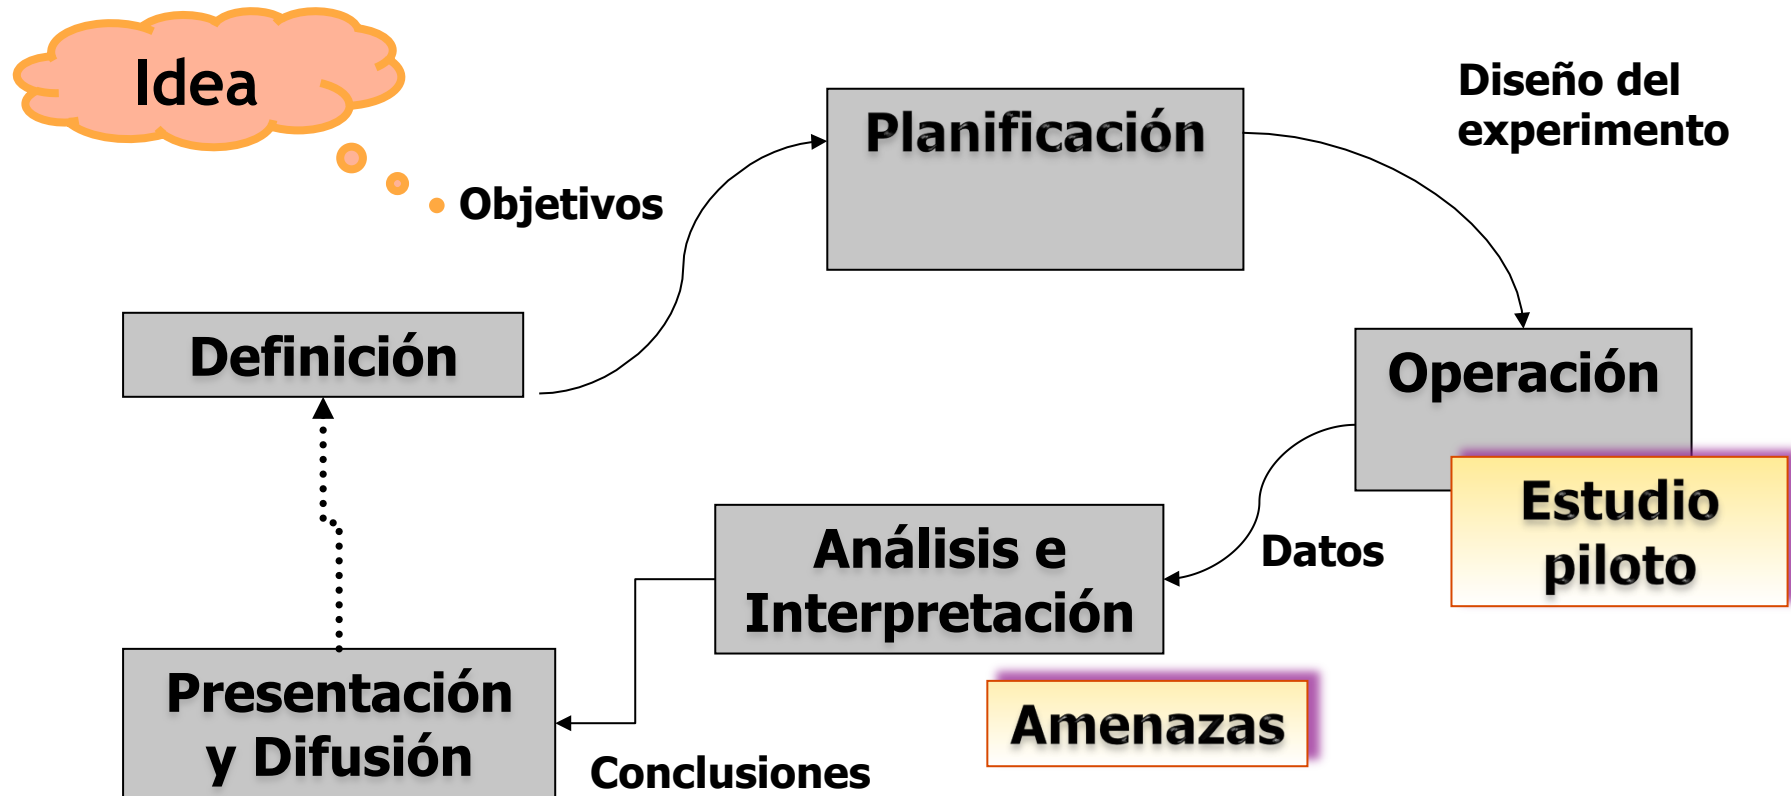 Idea
Objetivos
Planificación
Diseño del
experimento
Definición
Operación
Estudio
piloto
Datos
Análisis e
Interpretación
Amenazas
Presentación
y Difusión
Conclusiones